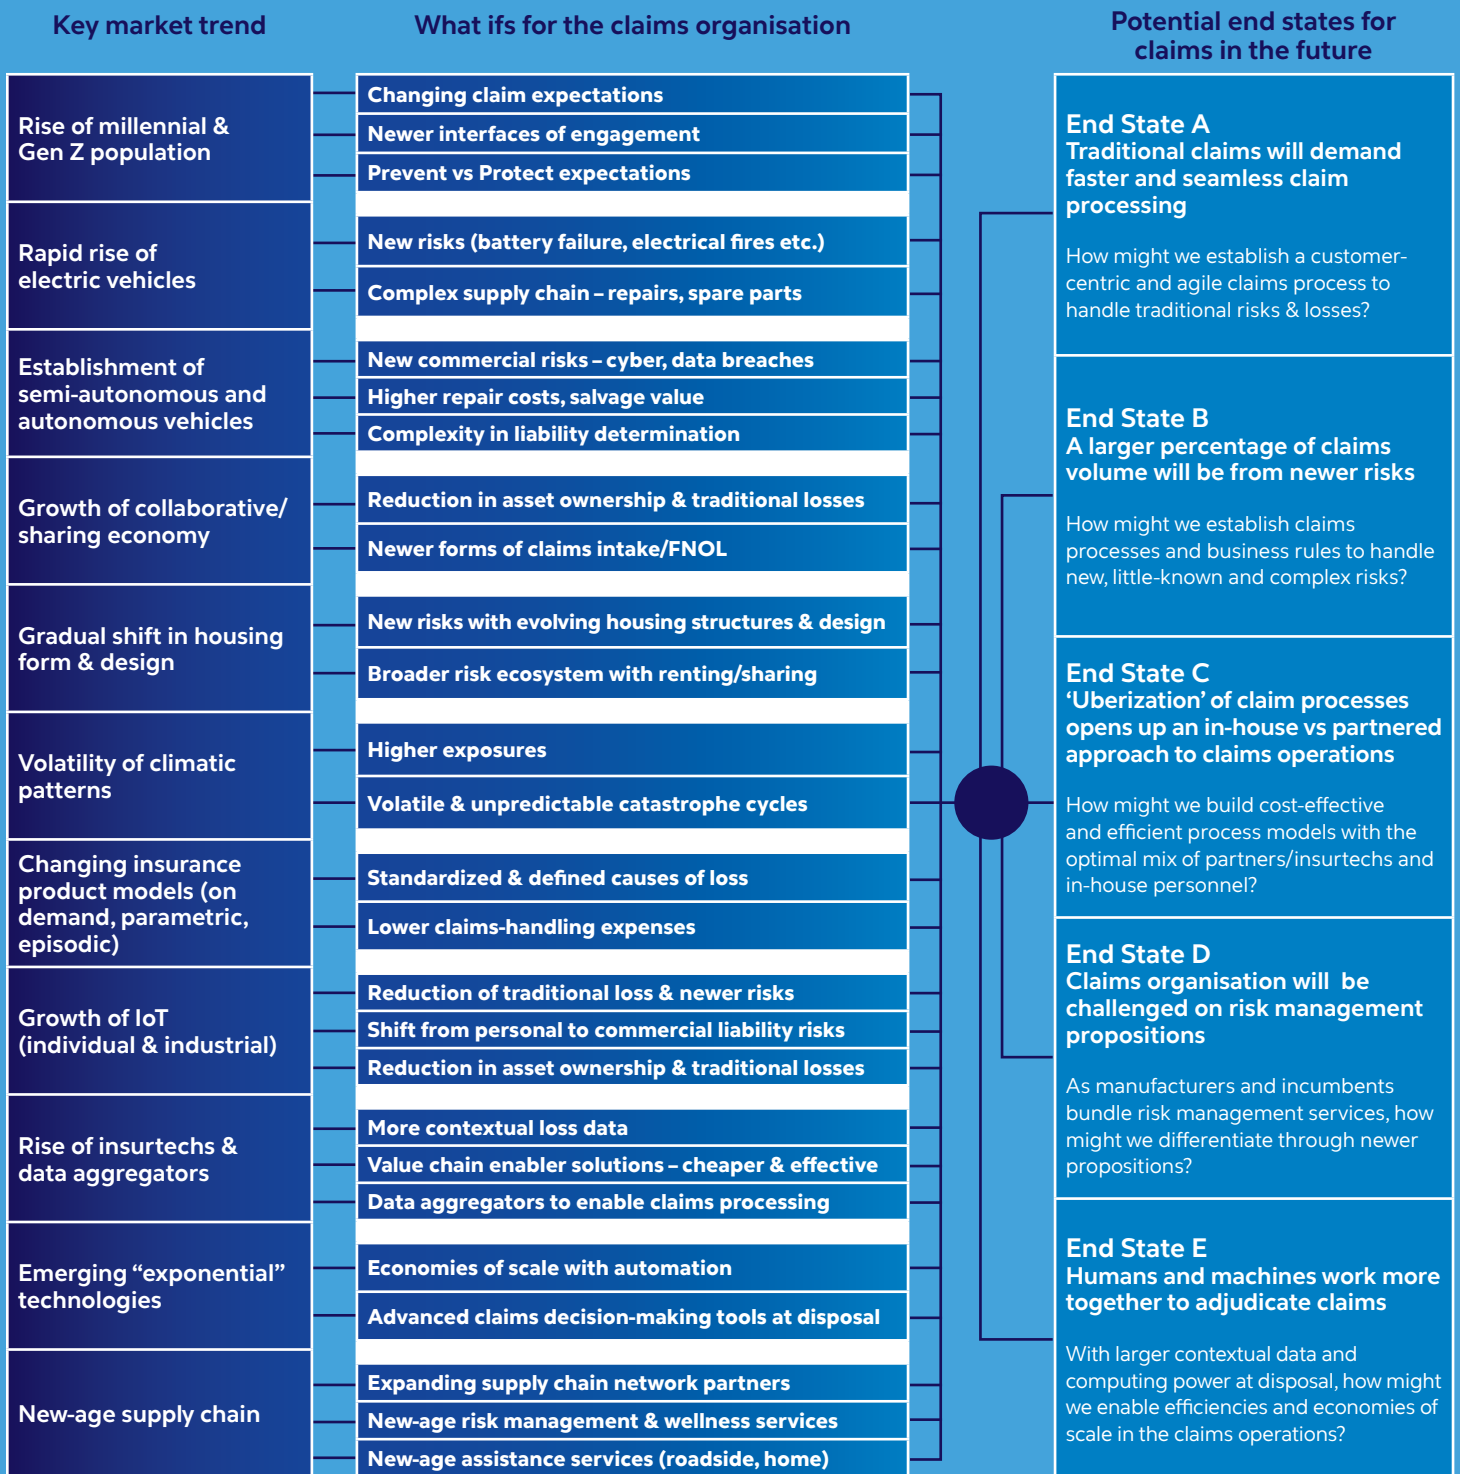 Key market trend
What ifs for the claims organisation
Potential end states for
claims in the future
Rise of millennial &
Gen Z population
Changing claim expectations
Newer interfaces of engagement
Prevent vs Protect expectations
Rapid rise of
electric vehicles
New risks (battery failure, electrical fires etc.)
Complex supply chain – repairs, spare parts
Establishment of
semi-autonomous and
autonomous vehicles
New commercial risks – cyber, data breaches
Higher repair costs, salvage value
Complexity in liability determination
Growth of collaborative/
sharing economy
Reduction in asset ownership & traditional losses
Newer forms of claims intake/FNOL
Gradual shift in housing
form & design
New risks with evolving housing structures & design
Broader risk ecosystem with renting/sharing
Volatility of climatic
patterns
Higher exposures
Volatile & unpredictable catastrophe cycles
Changing insurance
product models (on
demand, parametric,
episodic)
Standardized & defined causes of loss
Lower claims-handling expenses
Growth of IoT
(individual & industrial)
Reduction of traditional loss & newer risks
Shift from personal to commercial liability risks
Reduction in asset ownership & traditional losses
Rise of insurtechs &
data aggregators
More contextual loss data
Value chain enabler solutions – cheaper & effective
Data aggregators to enable claims processing
Emerging “exponential”
technologies
Economies of scale with automation
Advanced claims decision-making tools at disposal
New-age supply chain
Expanding supply chain network partners
New-age risk management & wellness services
New-age assistance services (roadside, home)
End State A
Traditional claims will demand
faster and seamless claim
processing
How might we establish a customer-
centric and agile claims process to
handle traditional risks & losses?
End State B
A larger percentage of claims
volume will be from newer risks
How might we establish claims
processes and business rules to handle
new, little-known and complex risks?
End State C
‘Uberization’ of claim processes
opens up an in-house vs partnered
approach to claims operations
How might we build cost-effective
and efficient process models with the
optimal mix of partners/insurtechs and
in-house personnel?
End State D
Claims organisation will be
challenged on risk management
propositions
As manufacturers and incumbents
bundle risk management services, how
might we differentiate through newer
propositions?
End State E
Humans and machines work more
together to adjudicate claims
With larger contextual data and
computing power at disposal, how might
we enable efficiencies and economies of
scale in the claims operations?